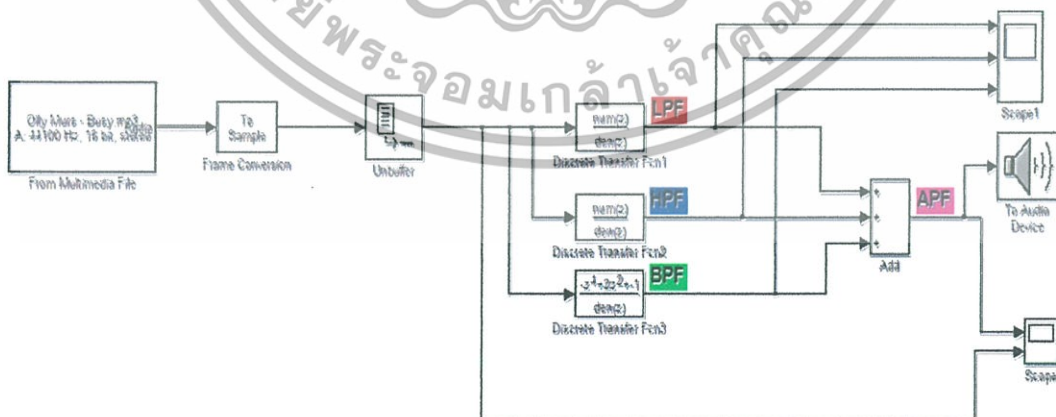 ยพระจอมเกล้าเจ้าคุณ
Olly Murs - Busy.mp3
A: 44100 Hz, 16 bit, stereo
Audio
From Multimedia File
To
Sample
Frame Conversion
Unbuffer
LPF
num(z)
den(z)
Discrete Transfer Fcn1
HPF
num(z)
den(z)
Discrete Transfer Fcn2
BPF
den(z)
Discrete Transfer Fcn3
+
+
+
Add
APF
Scope1
To Audio
Device
Scope